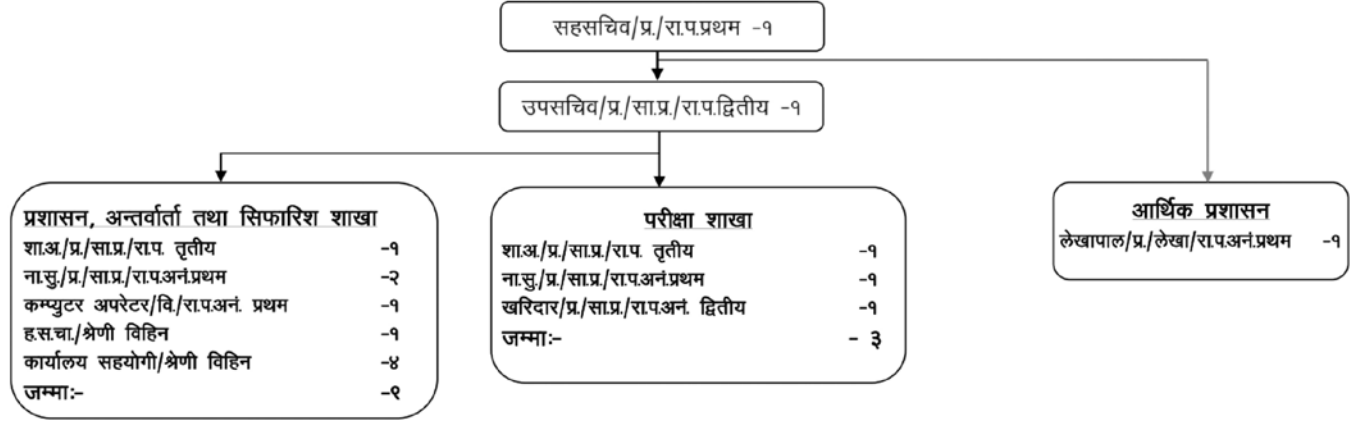 सहसचिव/प्र./रा.प.प्रथम -१
उपसचिव/प्र./सा.प्र./रा.प.द्वितीय -१
प्रशासन, अन्तर्वार्ता तथा सिफारिश शाखा
शा.अ./प्र./सा.प्र./रा.प. तृतीय -१
ना.सु./प्र./सा.प्र./रा.प.अनं.प्रथम -२
कम्प्युटर अपरेटर/वि./रा.प.अनं. प्रथम -१
ह.स.चा./श्रेणी विहिन -१
कार्यालय सहयोगी/श्रेणी विहिन -४
जम्माः- -९
परीक्षा शाखा
शा.अ./प्र./सा.प्र./रा.प. तृतीय -१
ना.सु./प्र./सा.प्र./रा.प.अनं.प्रथम -१
खरिदार/प्र./सा.प्र./रा.प.अनं. द्वितीय -१
जम्माः- - ३
आर्थिक प्रशासन
लेखापाल/प्र./लेखा/रा.प.अनं.प्रथम -१